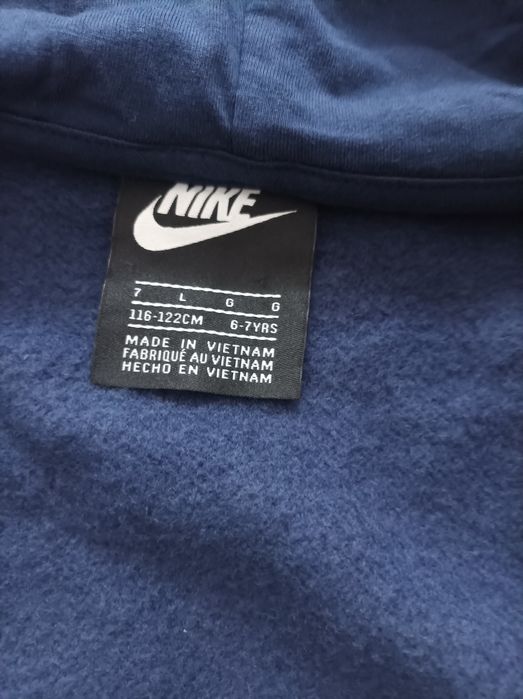 NIKE
7 L G G
116-122CM 6-7YRS
MADE IN VIETNAM
FABRIQUÉ AU VIETNAM
HECHO EN VIETNAM